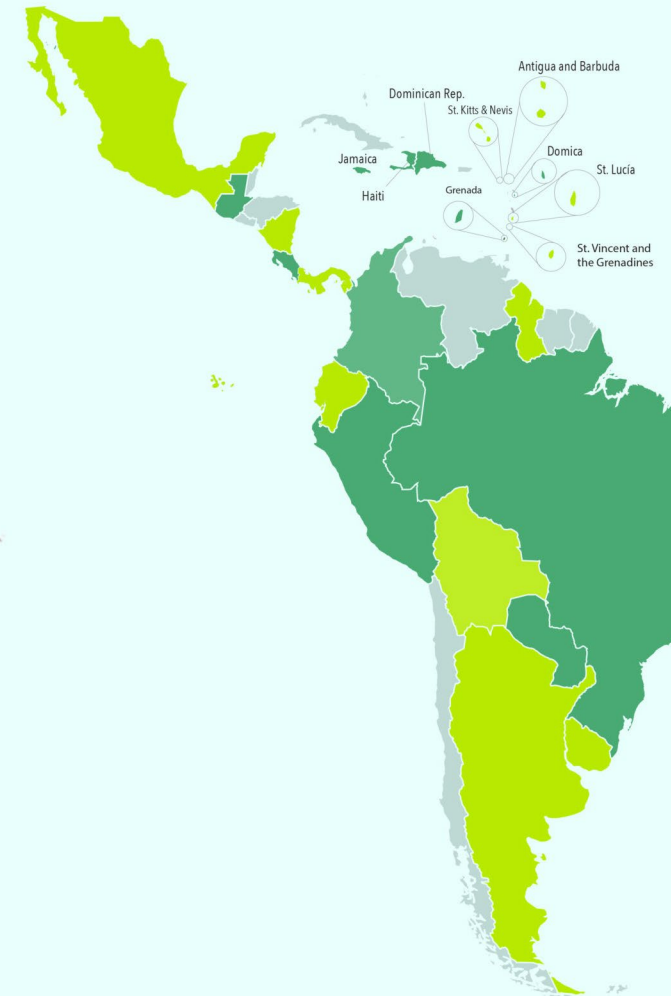 Antigua and Barbuda
Dominican Rep.
St. Kitts & Nevis
Jamaica
Domica
St. Lucía
Haiti
Grenada
St. Vincent and
the Grenadines